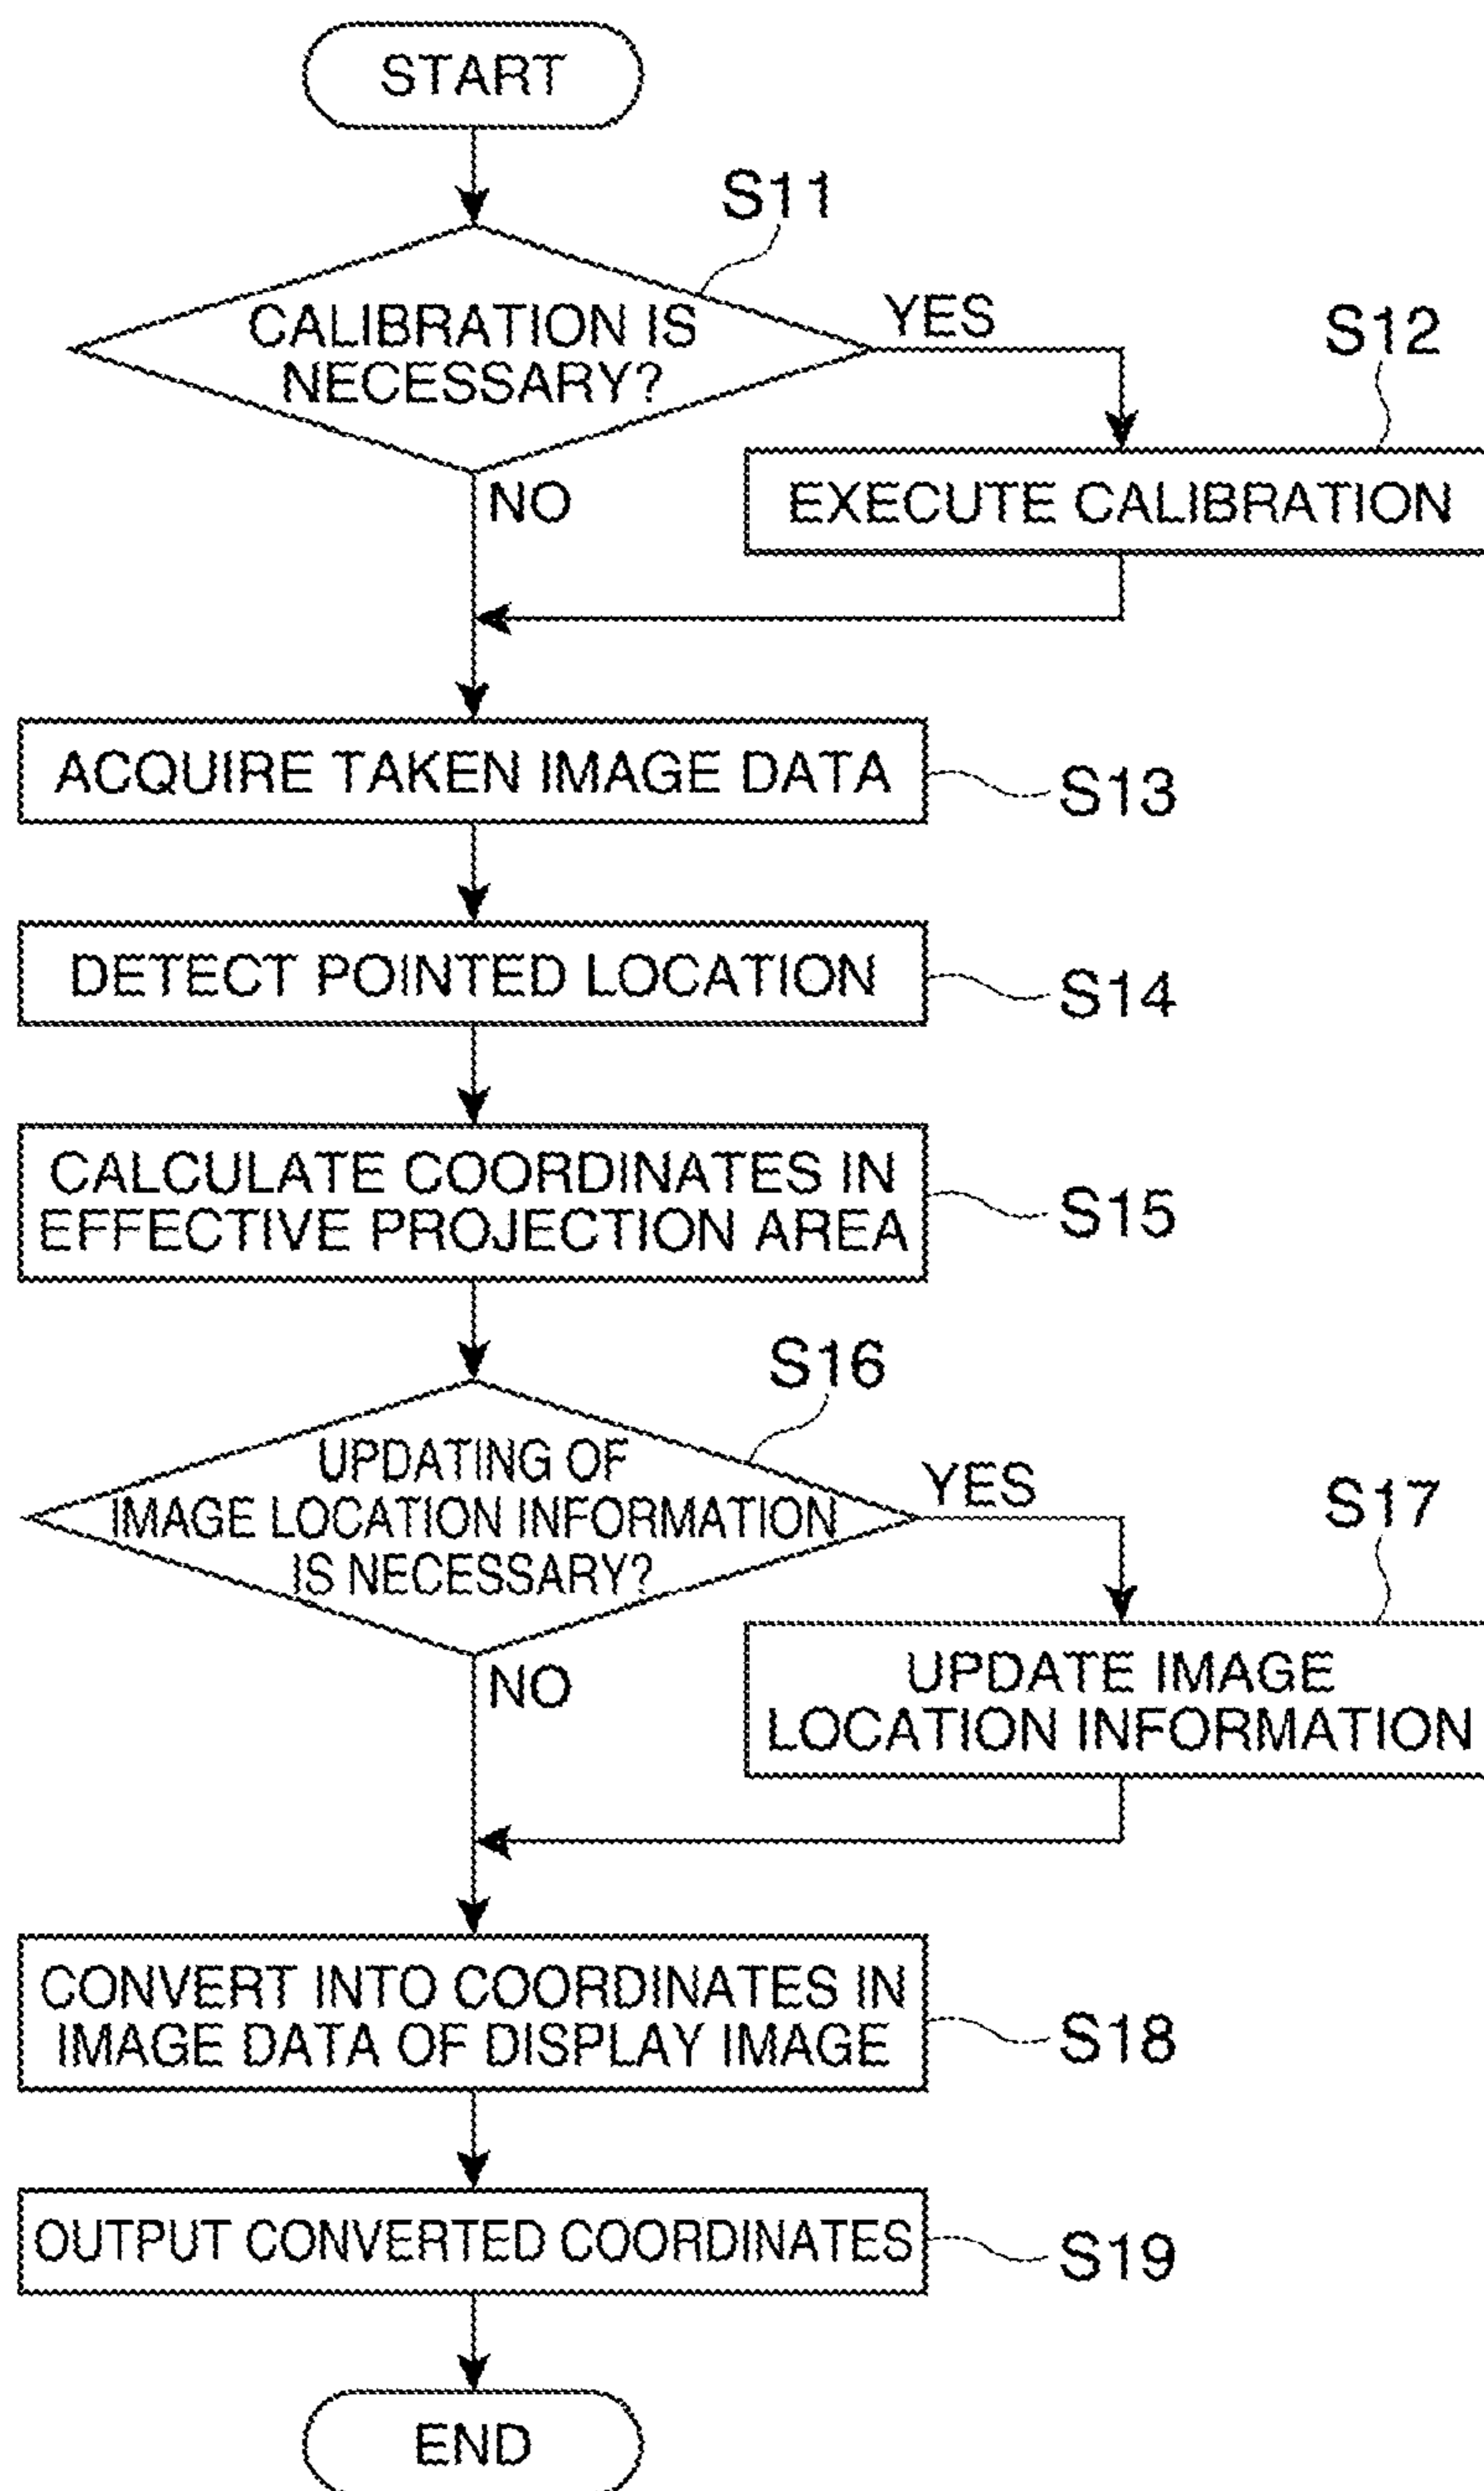 START
S11
CALIBRATION IS
NECESSARY?
YES
S12
EXECUTE CALIBRATION
NO
ACQUIRE TAKEN IMAGE DATA
S13
DETECT POINTED LOCATION
S14
CALCULATE COORDINATES IN
EFFECTIVE PROJECTION AREA
S15
S16
UPDATING OF
IMAGE LOCATION INFORMATION
IS NECESSARY?
YES
S17
UPDATE IMAGE
LOCATION INFORMATION
NO
CONVERT INTO COORDINATES IN
IMAGE DATA OF DISPLAY IMAGE
S18
OUTPUT CONVERTED COORDINATES
S19
END